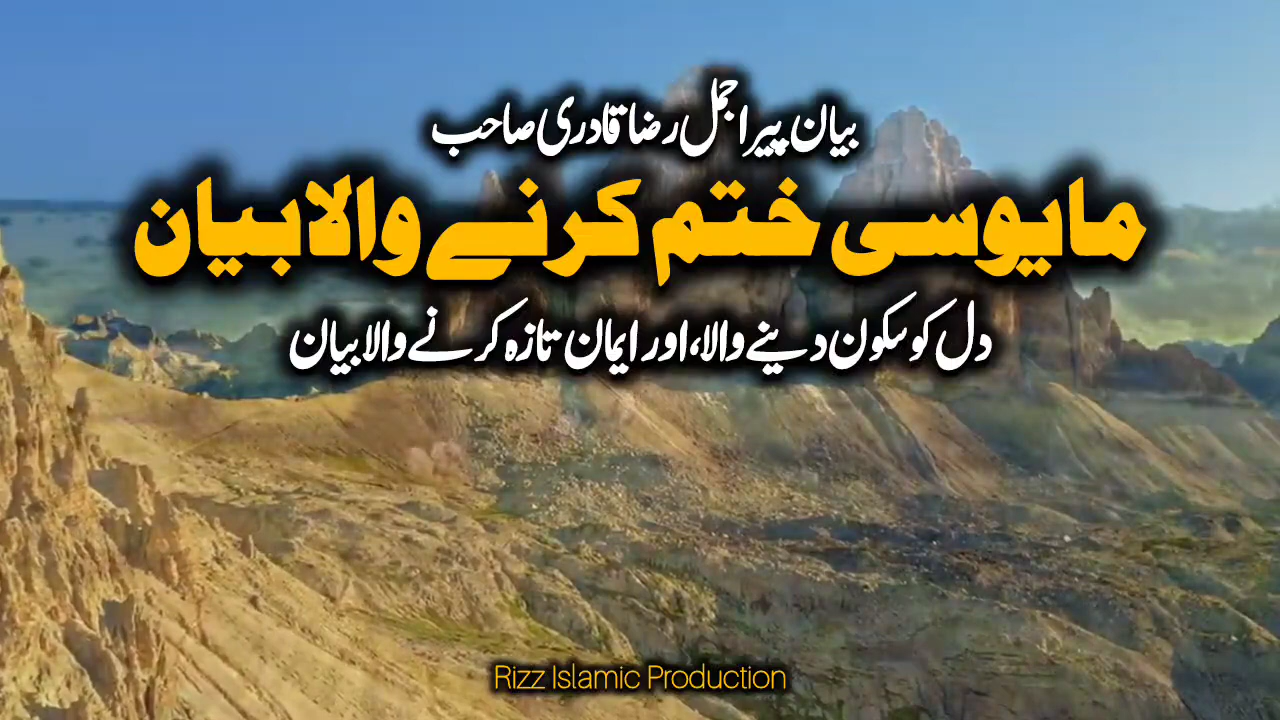 بیان پیر اجمل رضا قادری صاحب
مایوسی ختم کرنے والا بیان
دل کو سکون دینے والا، اور ایمان تازہ کرنے والا بیان
Rizz Islamic Production